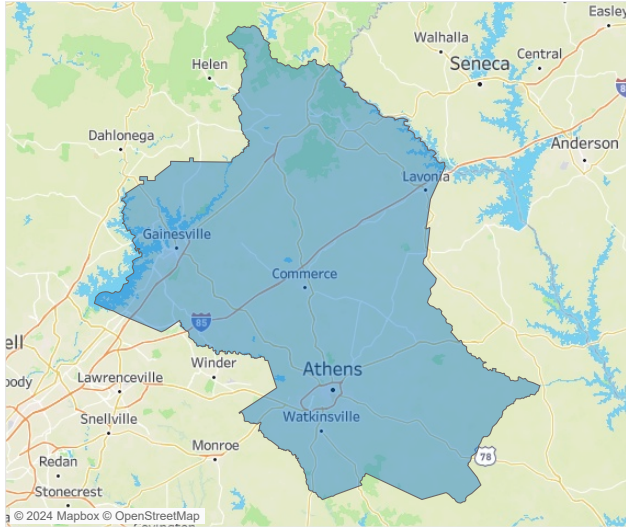 Easley
Walhalla
Central
Helen
Seneca
8
Dahlonega
Anderson
Lavonia
Gainesville
Commerce
85
ell
Winder
Athens
oody
Lawrenceville
Watkinsville
Snellville
Monroe
78
Redan
Stonecrest
© 2024 Mapbox © OpenStreetMap